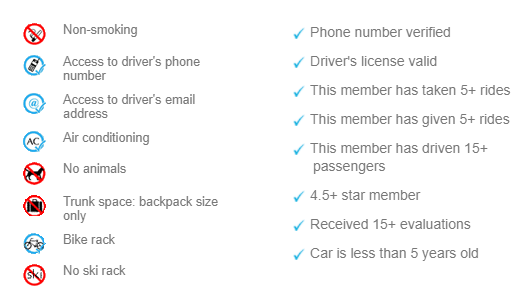 Non-smoking
Access to driver's phone
number
@
Access to driver's email
address
AC
Air conditioning
No animals
Trunk space: backpack size
only
Bike rack
ski
No ski rack
Phone number verified
Driver's license valid
This member has taken 5+ rides
This member has given 5+ rides
This member has driven 15+
passengers
4.5+ star member
Received 15+ evaluations
Car is less than 5 years old